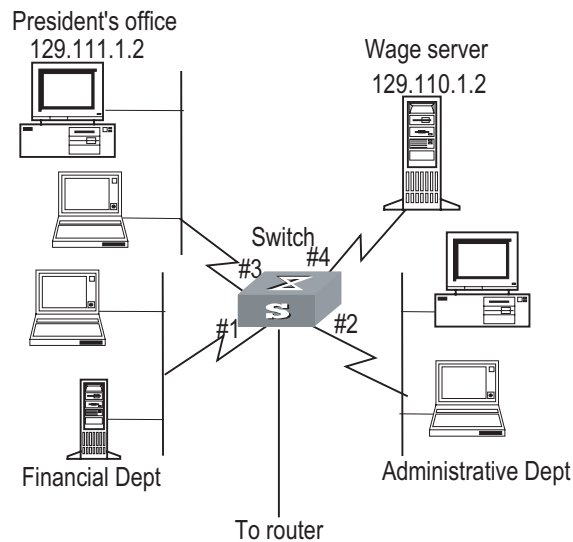 President's office
129.111.1.2
Wage server
129.110.1.2
Switch
#3
#4
#1
#2
S
Financial Dept
Administrative Dept
To router